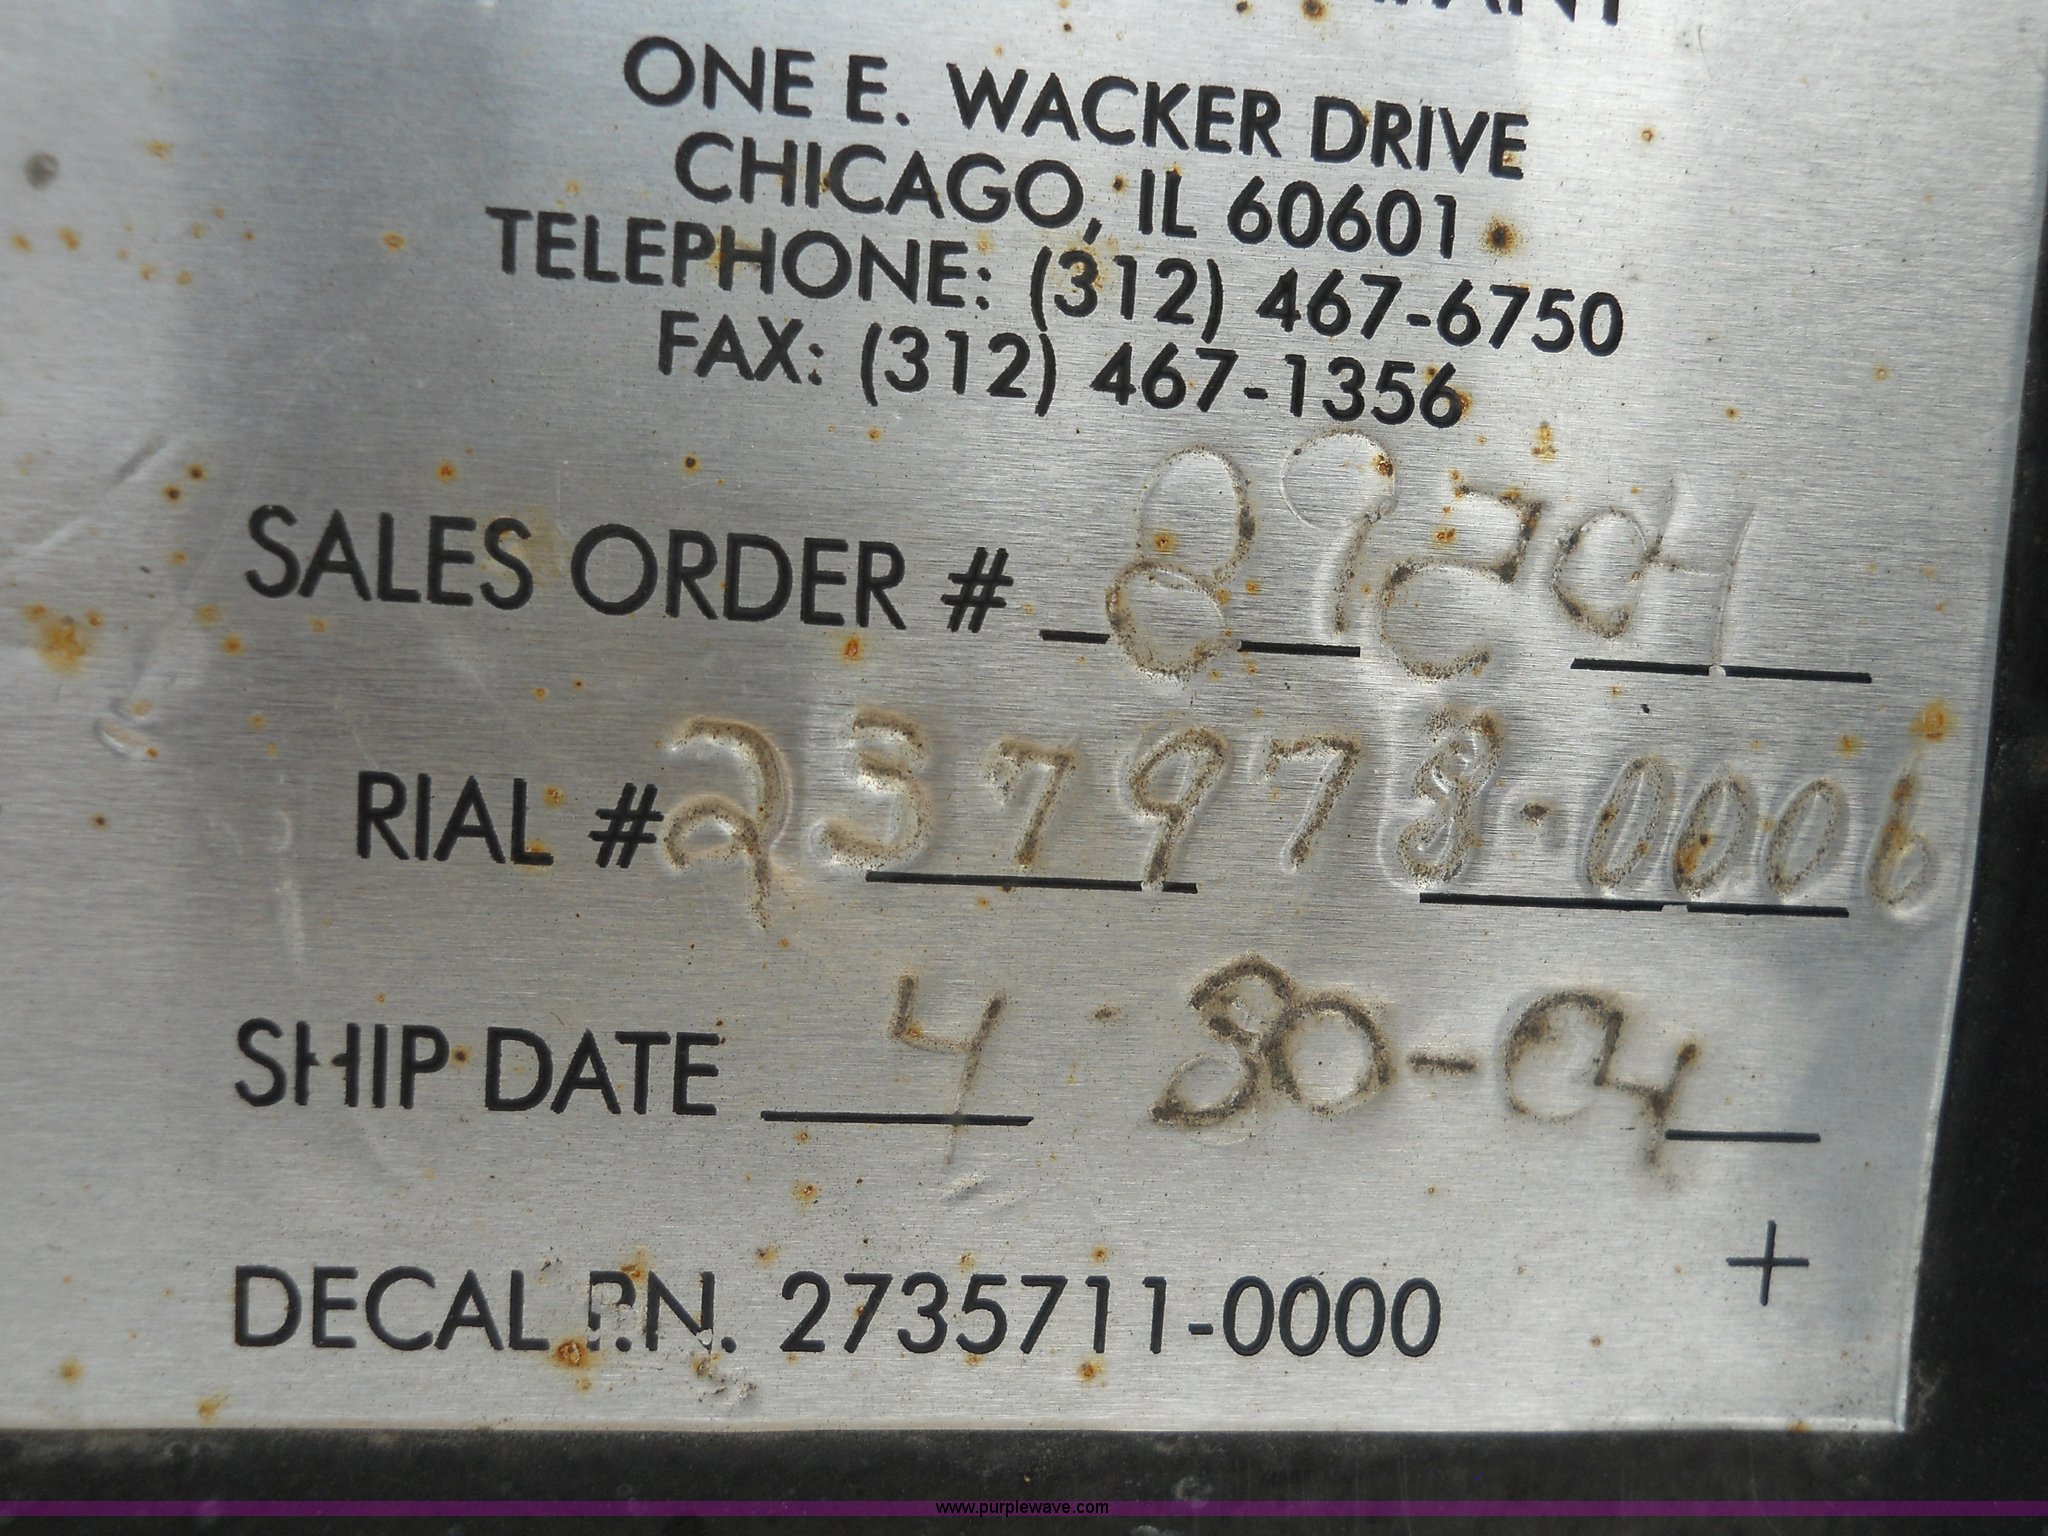 ONE E. WACKER DRIVE
CHICAGO, IL 60601
TELEPHONE: (312) 467-6750
FAX: (312) 467-1356
SALES ORDER #
RIAL # 237978-0006
SHIP DATE 4-30-04
DECAL P.N. 2735711-0000
www.purplewave.com